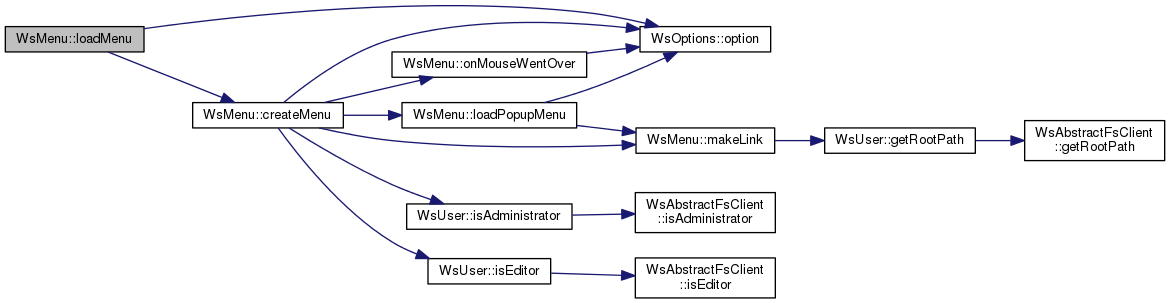 WsMenu::loadMenu
WsOptions::option
WsMenu::onMouseWentOver
WsMenu::createMenu
WsMenu::loadPopupMenu
WsMenu::makeLink
WsUser::getRootPath
WsAbstractFsClient
::getRootPath
WsUser::isAdministrator
WsAbstractFsClient
::isAdministrator
WsUser::isEditor
WsAbstractFsClient
::isEditor